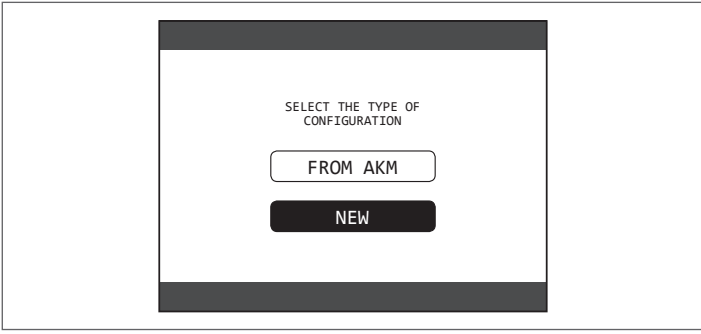 SELECT THE TYPE OF
CONFIGURATION
FROM AKM
NEW